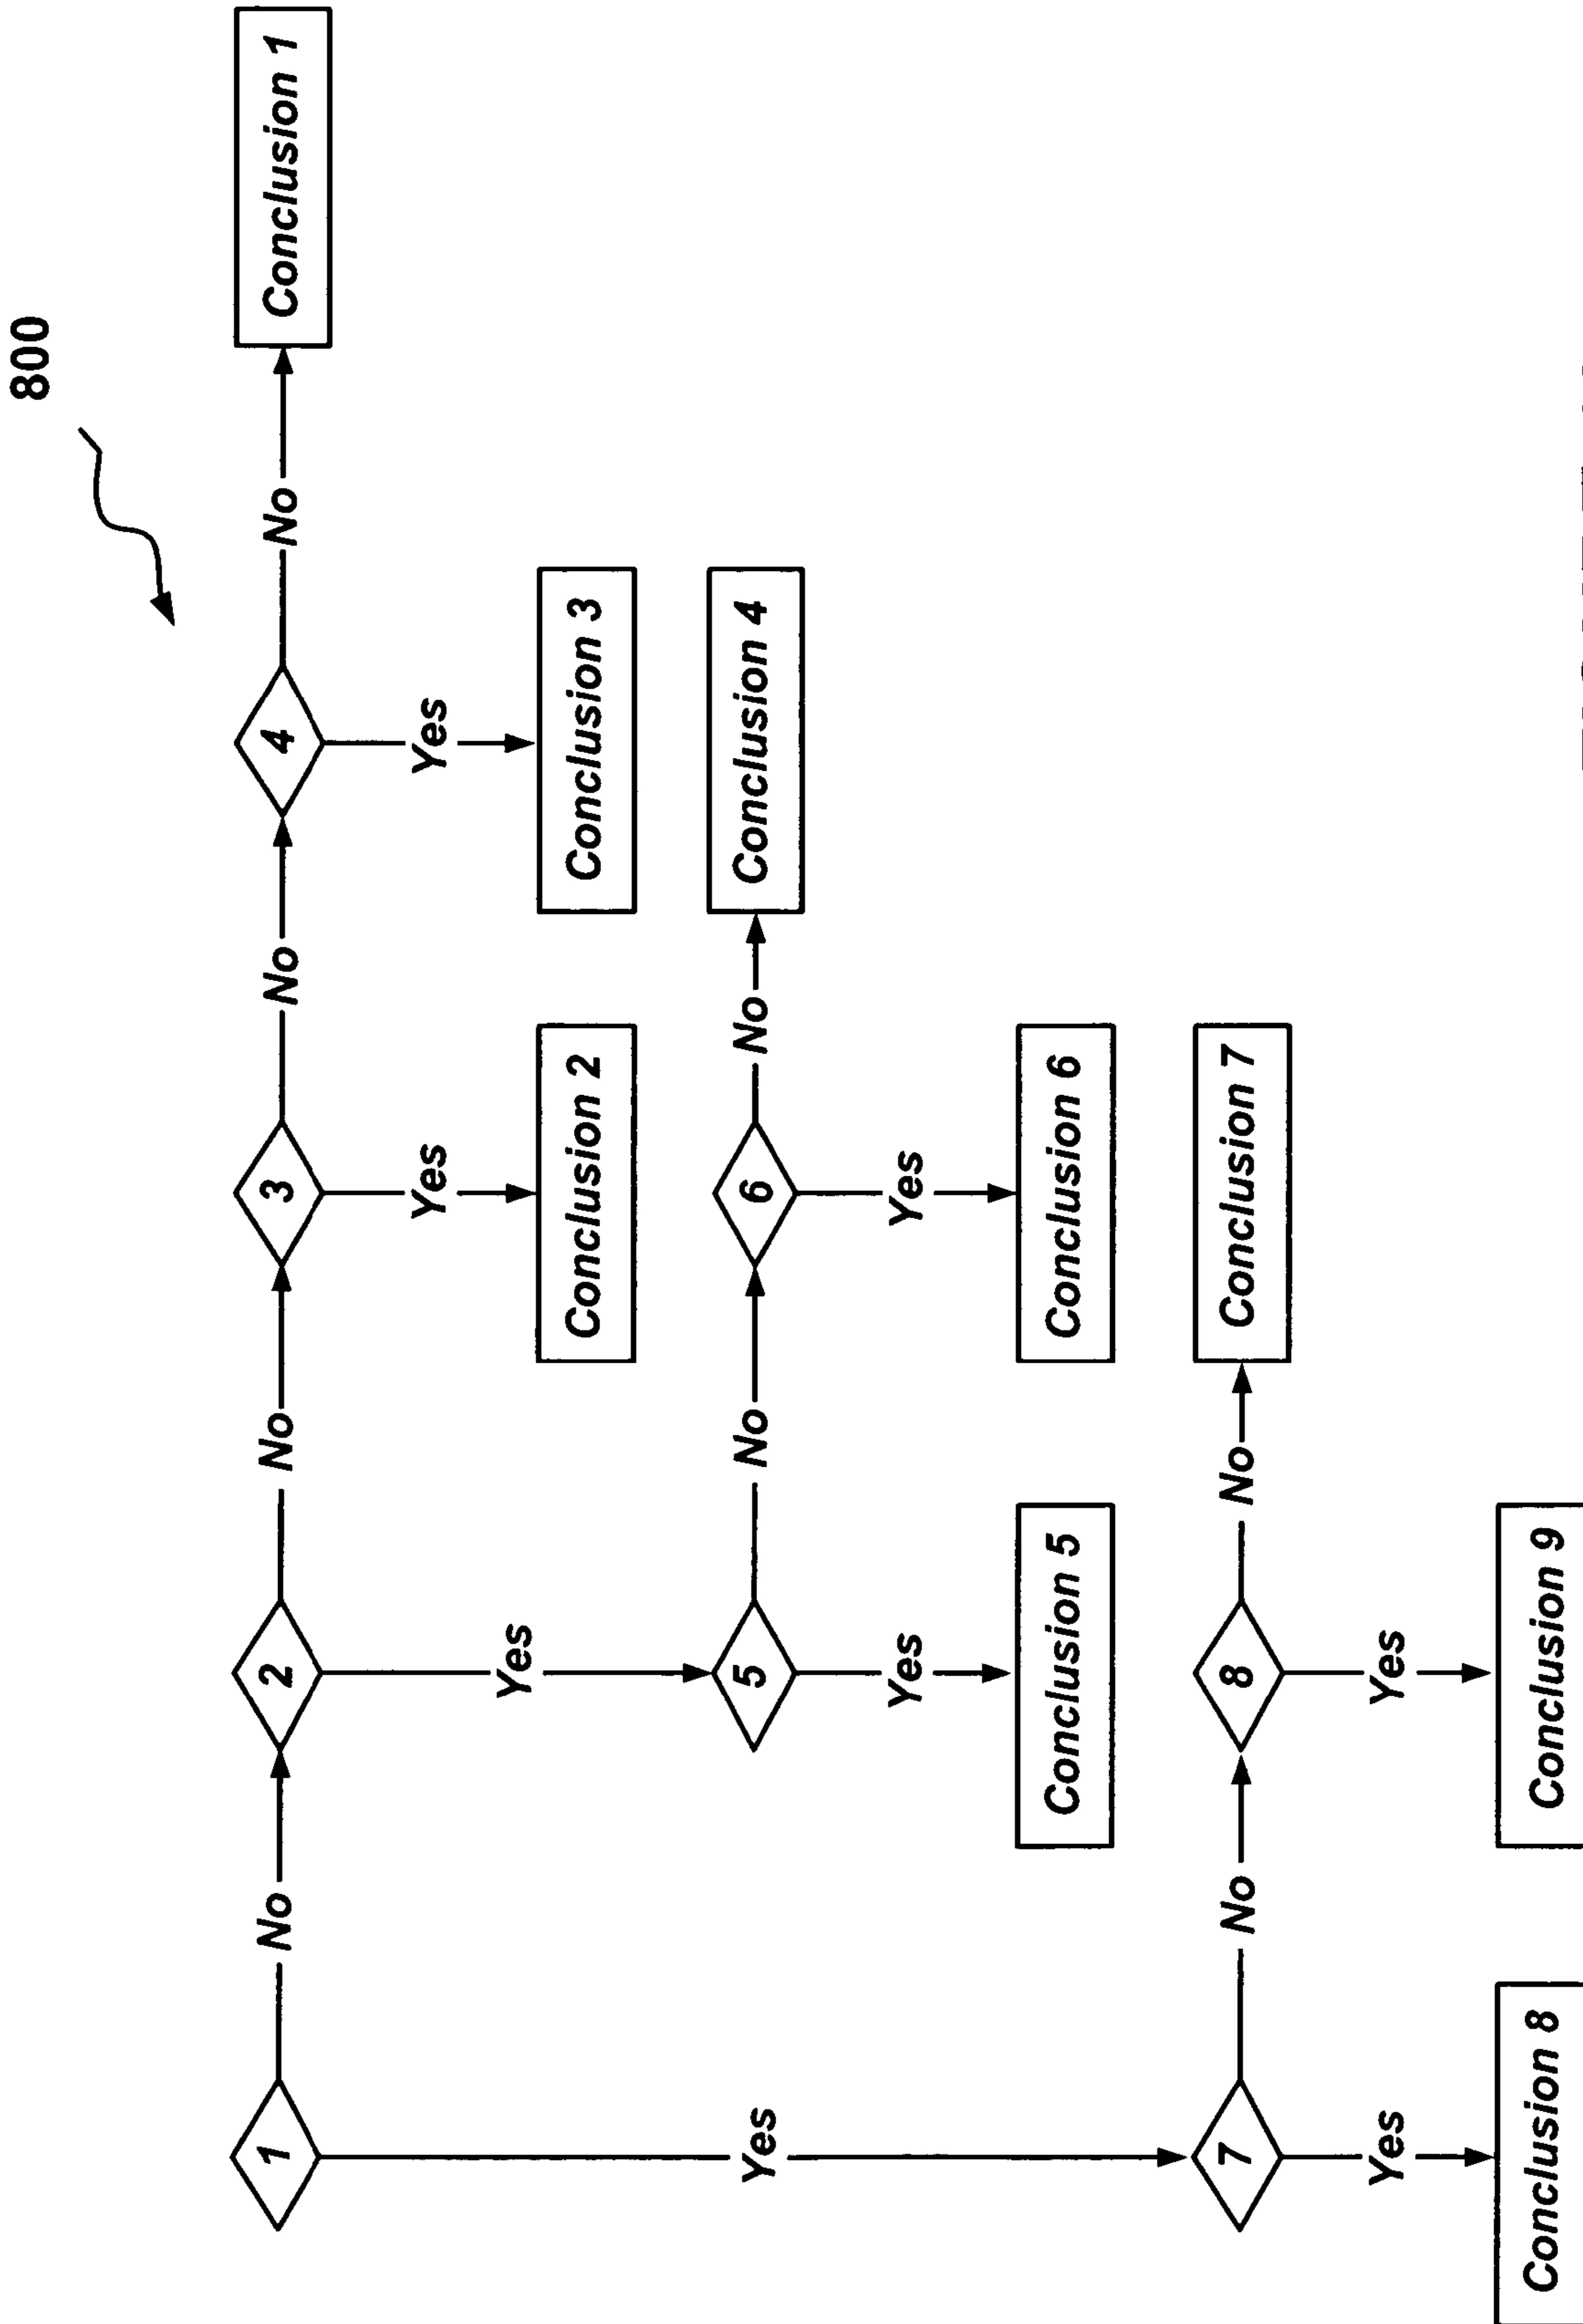 800
1 No 2 No 3 No 4 No Conclusion 1
Yes Yes
Yes
Conclusion 2 Conclusion 3
Yes 5 No 6 No Conclusion 4
Yes Yes
Conclusion 5 Conclusion 6
7 No 8 No Conclusion 7
Yes Yes
Conclusion 8 Conclusion 9